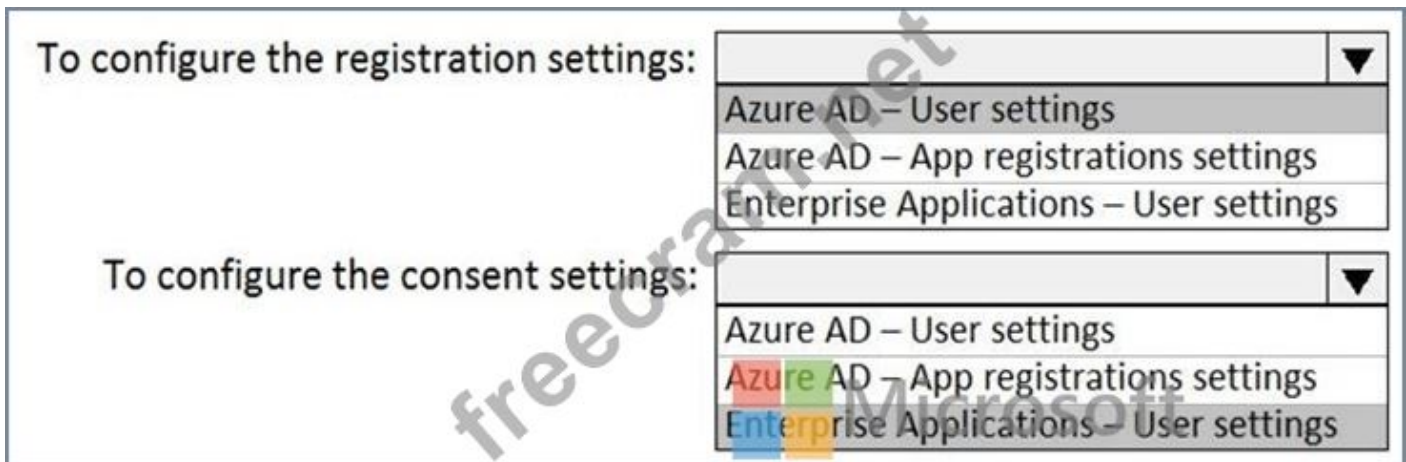 To configure the registration settings:
Azure AD – User settings
Azure AD – App registrations settings
Enterprise Applications – User settings
To configure the consent settings:
Azure AD – User settings
Azure AD – App registrations settings
Enterprise Applications – User settings
freecram.net
Microsoft